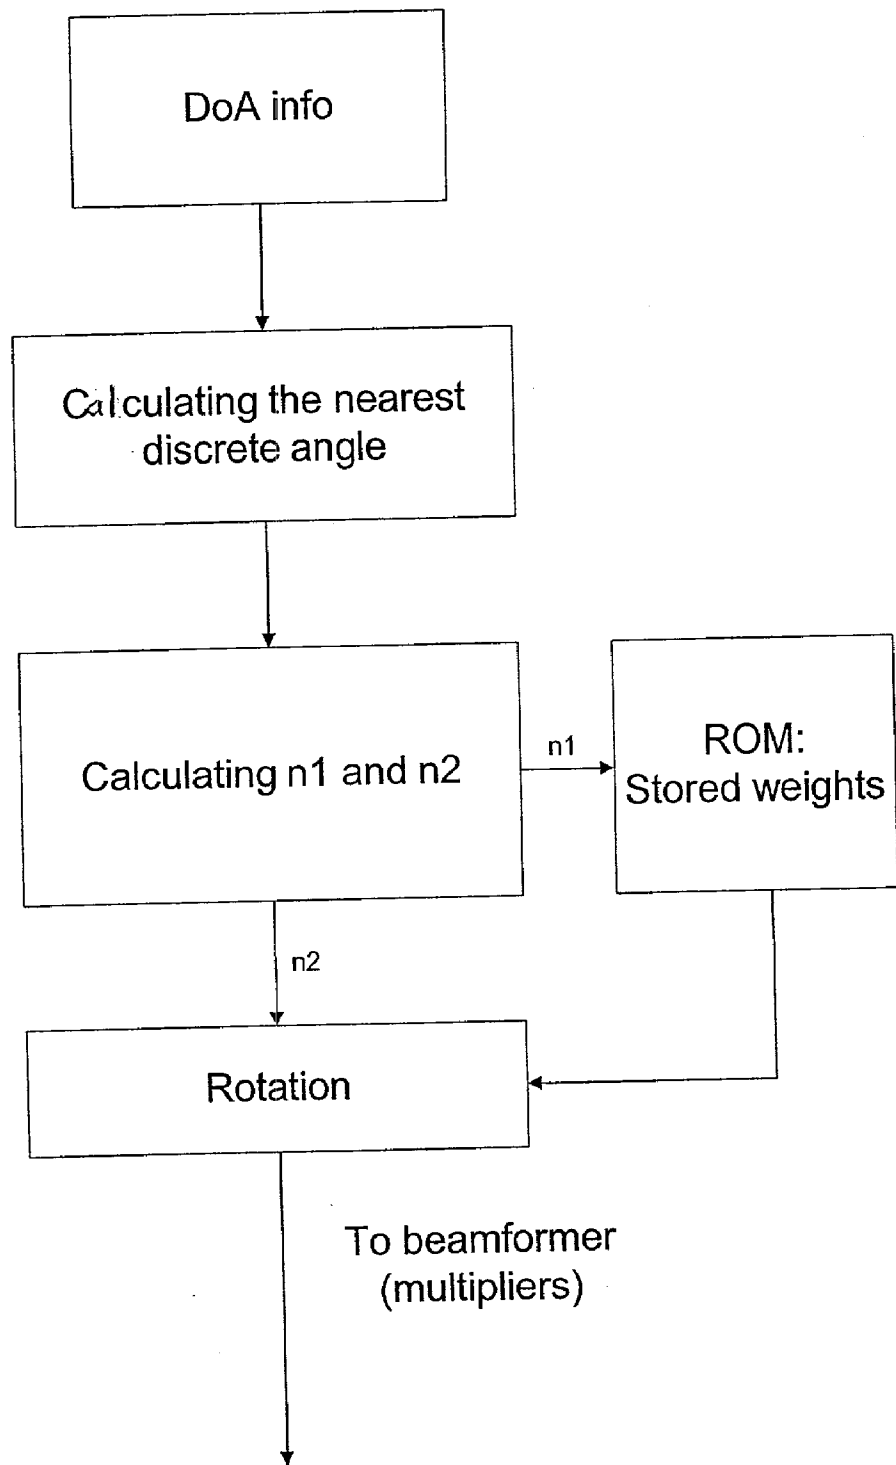 DoA info
Calculating the nearest
discrete angle
Calculating n1 and n2
n1
ROM:
Stored weights
n2
Rotation
To beamformer
(multipliers)